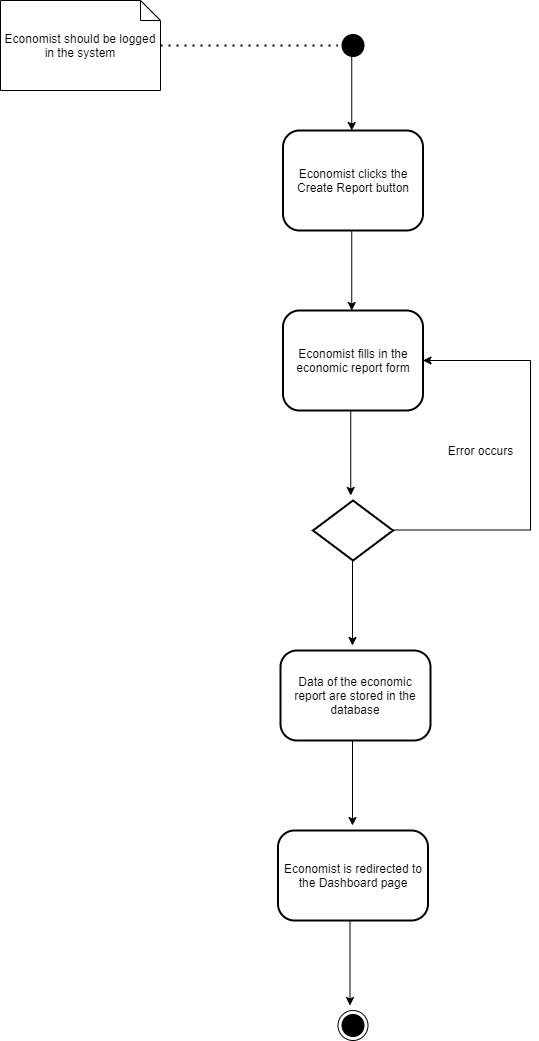 Economist should be logged
in the system
Economist clicks the
Create Report button
Economist fills in the
economic report form
Error occurs
Data of the economic
report are stored in the
database
Economist is redirected to
the Dashboard page